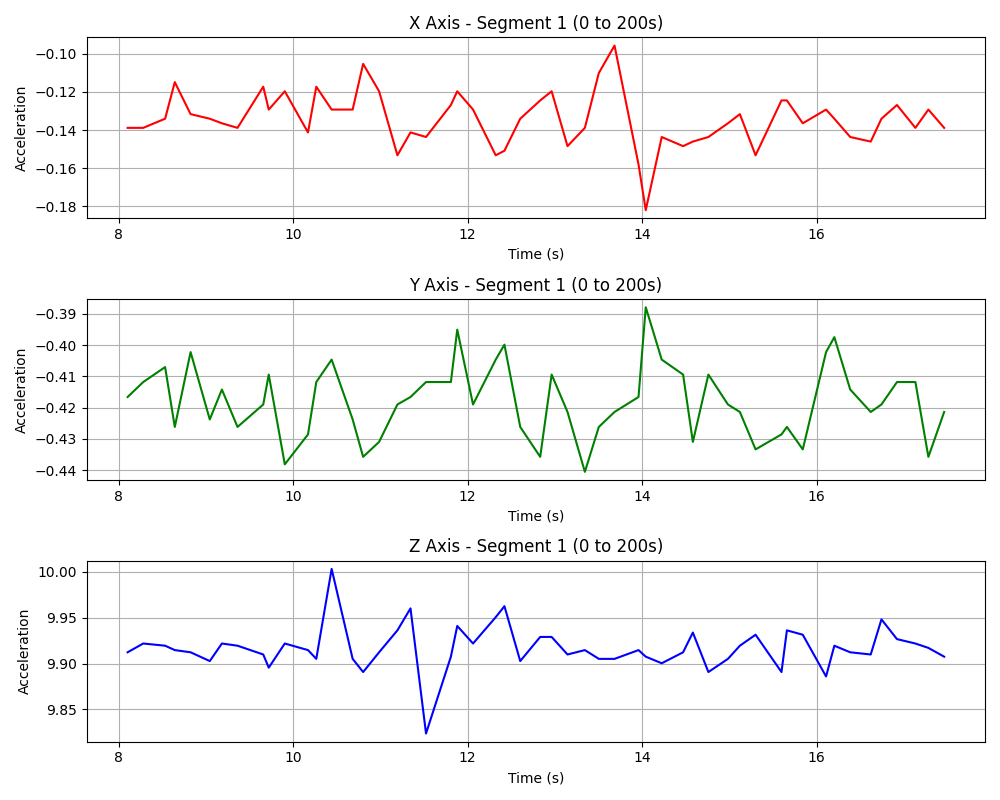 X Axis - Segment 1 (0 to 200s)
−0.10
−0.12
−0.14
−0.16
−0.18
Acceleration
8 10 12 14 16
Time (s)
Y Axis - Segment 1 (0 to 200s)
−0.39
−0.40
−0.41
−0.42
−0.43
−0.44
Acceleration
8 10 12 14 16
Time (s)
Z Axis - Segment 1 (0 to 200s)
10.00
9.95
9.90
9.85
Acceleration
8 10 12 14 16
Time (s)